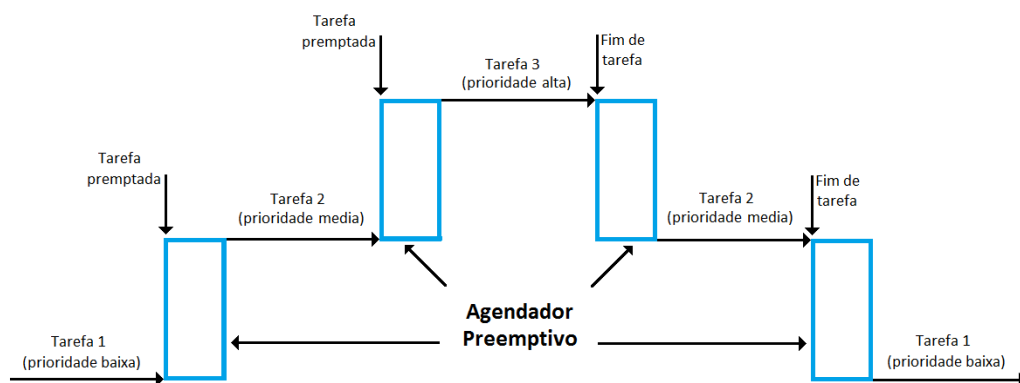 Tarefa
premptada
Tarefa 3
(prioridade alta)
Fim de
tarefa
Tarefa
premptada
Tarefa 2
(prioridade media)
Tarefa 2
(prioridade media)
Fim de
tarefa
Agendador
Preemptivo
Tarefa 1
(prioridade baixa)
Tarefa 1
(prioridade baixa)